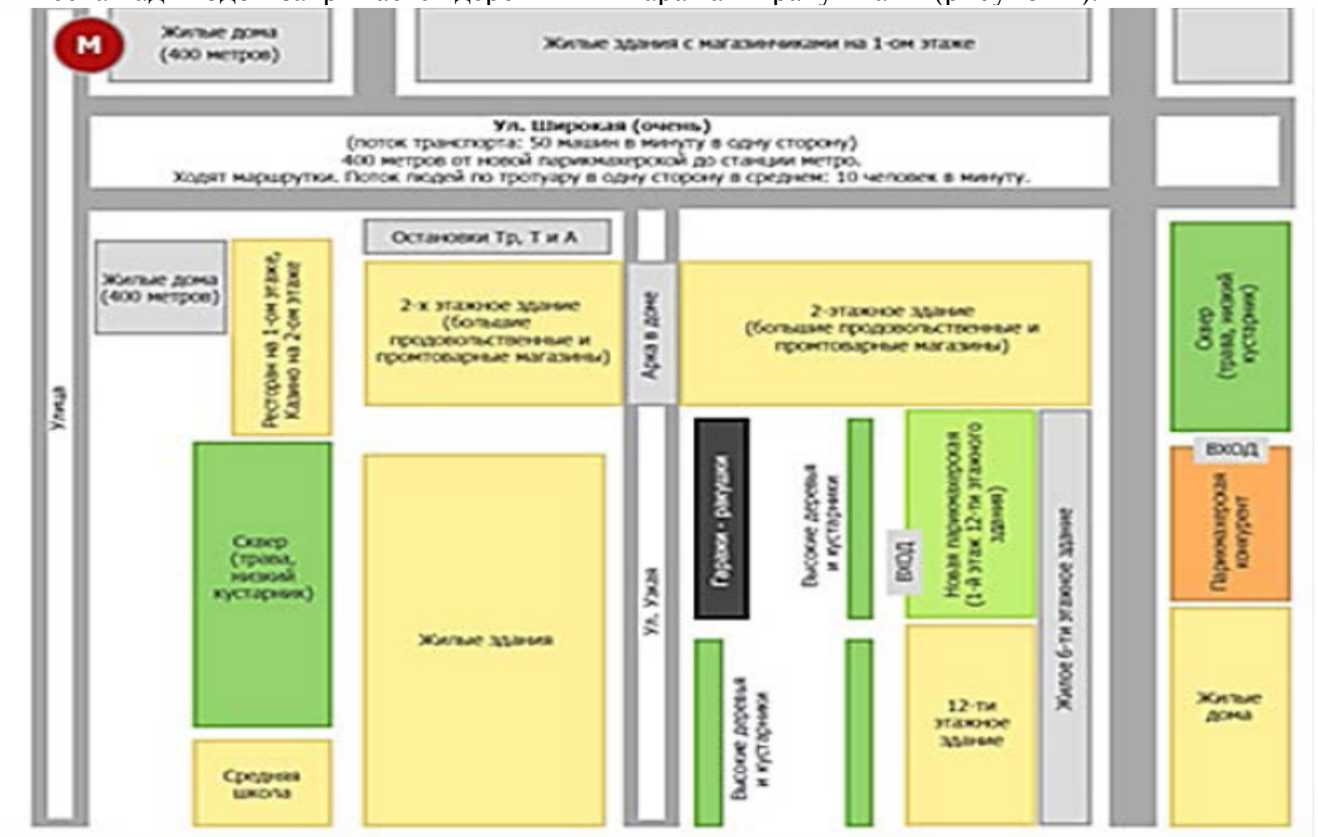 М
Жилые дома
(400 метров)
Жилые здания с магазинчиками на 1-ом этаже
Ул. Широкая (очень)
(поток транспорта: 50 машин в минуту в одну сторону)
400 метров от новой парикмахерской до станции метро.
Ходят маршрутки. Поток людей по тротуару в одну сторону в среднем: 10 человек в минуту.
Улица
Жилые дома
(400 метров)
Ресторан на 1-ом этаже,
Казино на 2-ом этаже
Остановки Тр, Т и А
2-х этажное здание
(большие
продовольственные и
промтоварные магазины)
Арка в доме
2-этажное здание
(большие продовольственные и
промтоварные магазины)
Сквер
(трава, низкий
кустарник)
Сквер
(трава,
низкий
кустарник)
Жилые здания
Ул. Узкая
Гаражи - ракушки
Высокие деревья
и кустарники
ВХОД
Новая парикмахерская
(1-й этаж 12-ти этажного
здания)
Жилое 6-ти этажное здание
ВХОД
Парикмахерская
конкурент
Средняя
школа
Высокие деревья
и кустарники
12-ти
этажное
здание
Жилые
дома